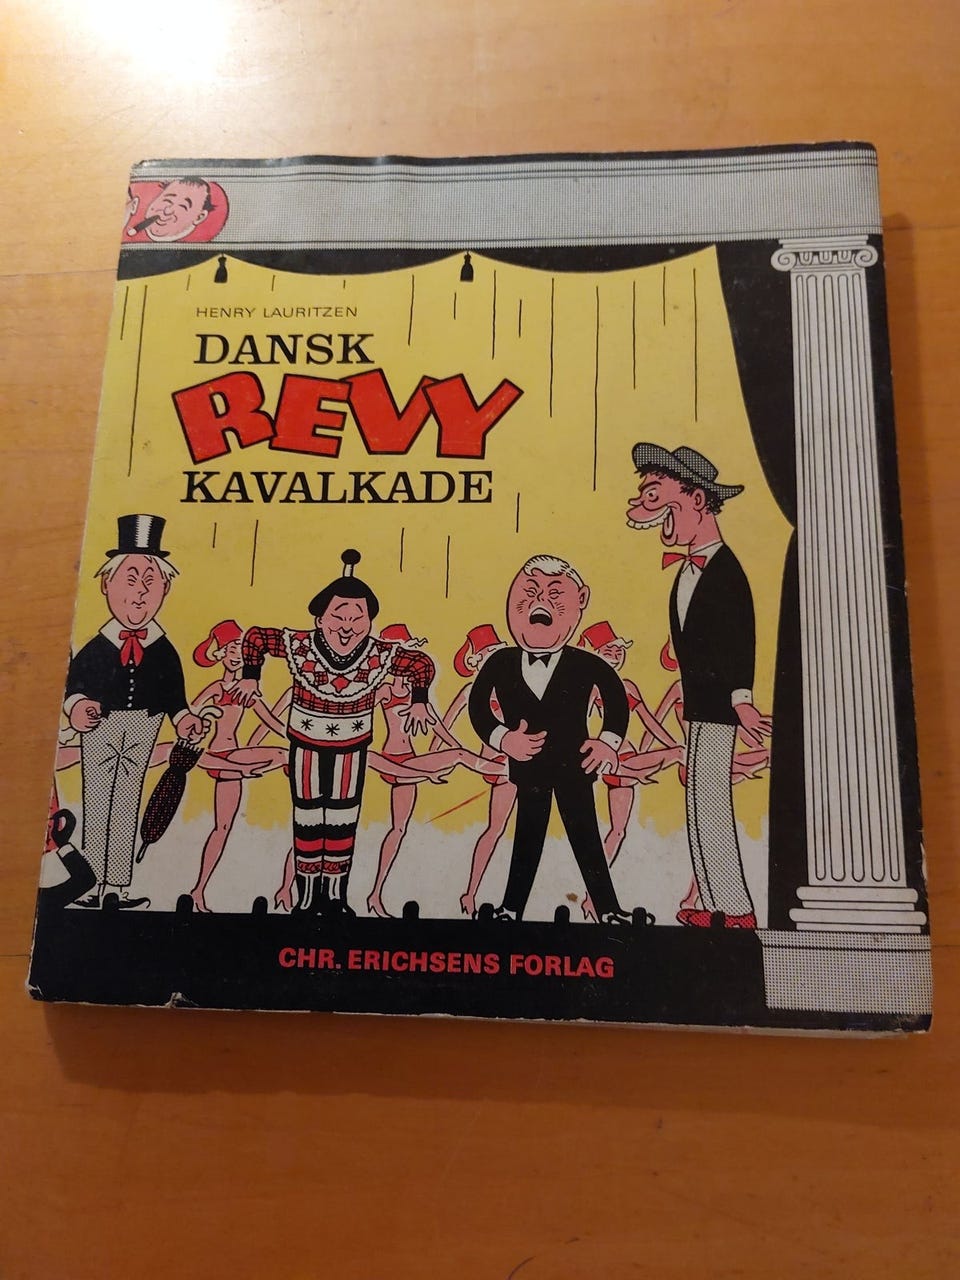 HENRY LAURITZEN
DANSK
REVY
KAVALKADE
CHR. ERICHSENS FORLAG